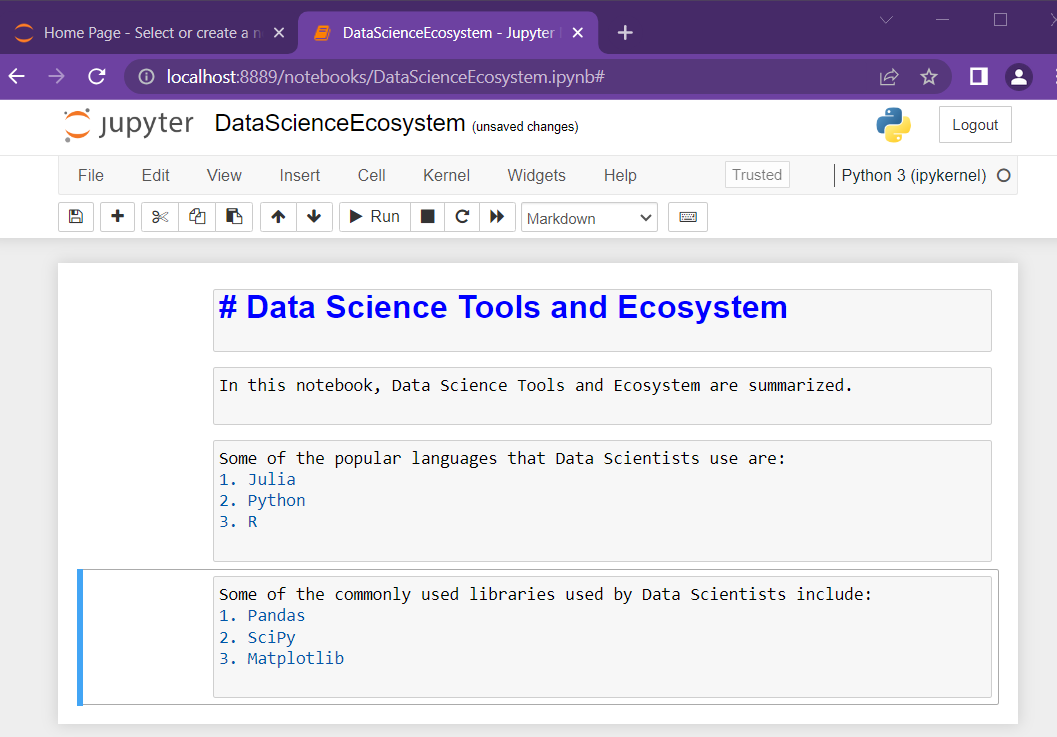 Home Page - Select or create a n
DataScienceEcosystem - Jupyter
localhost:8889/notebooks/DataScienceEcosystem.ipynb#
jupyter DataScienceEcosystem (unsaved changes)
Logout
File Edit View Insert Cell Kernel Widgets Help Trusted Python 3 (ipykernel)
Run Markdown
# Data Science Tools and Ecosystem
In this notebook, Data Science Tools and Ecosystem are summarized.
Some of the popular languages that Data Scientists use are:
1. Julia
2. Python
3. R
Some of the commonly used libraries used by Data Scientists include:
1. Pandas
2. SciPy
3. Matplotlib